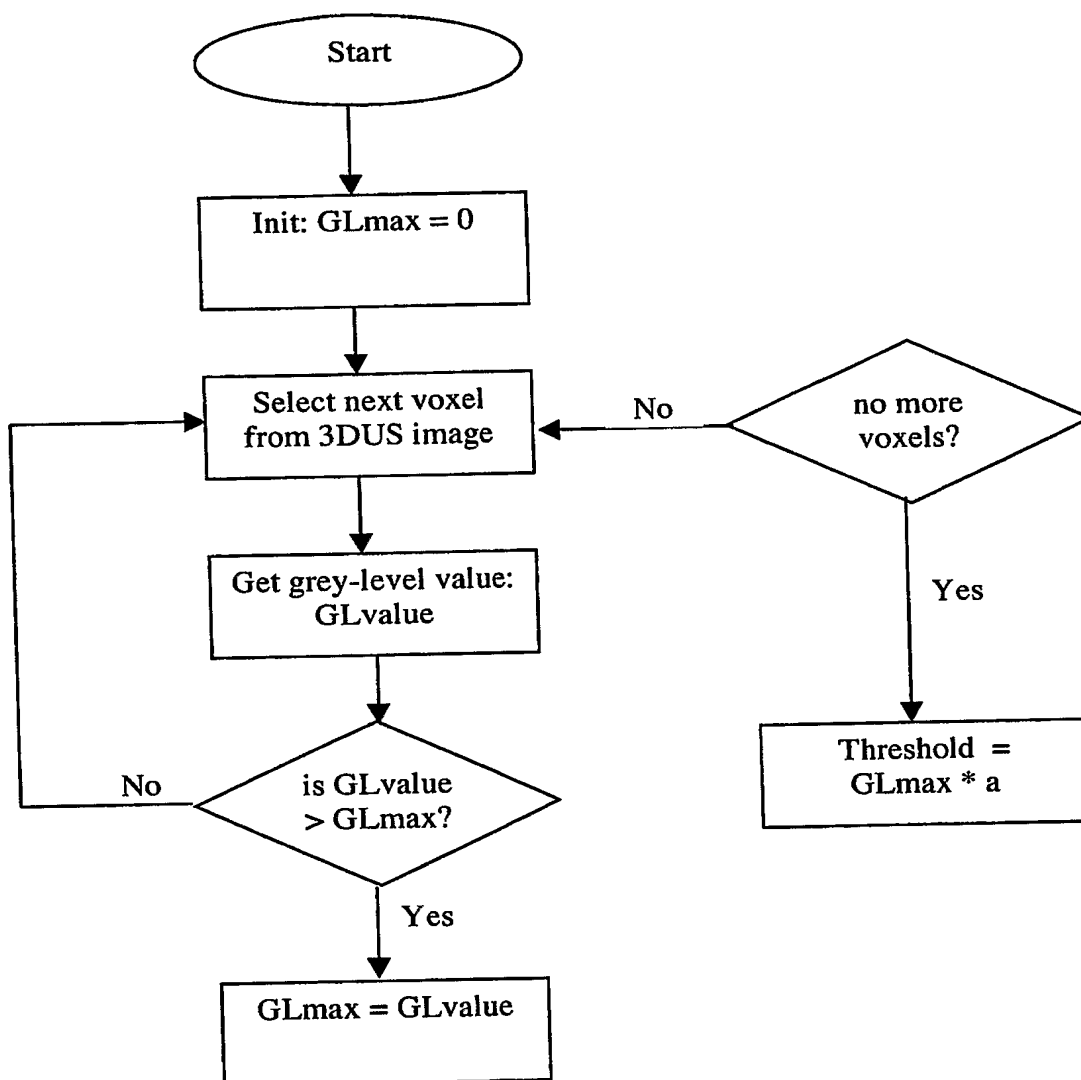 Start
Init: GLmax = 0
Select next voxel
from 3DUS image
No
no more
voxels?
Get grey-level value:
GLvalue
Yes
Threshold =
GLmax * a
No
is GLvalue
> GLmax?
Yes
GLmax = GLvalue